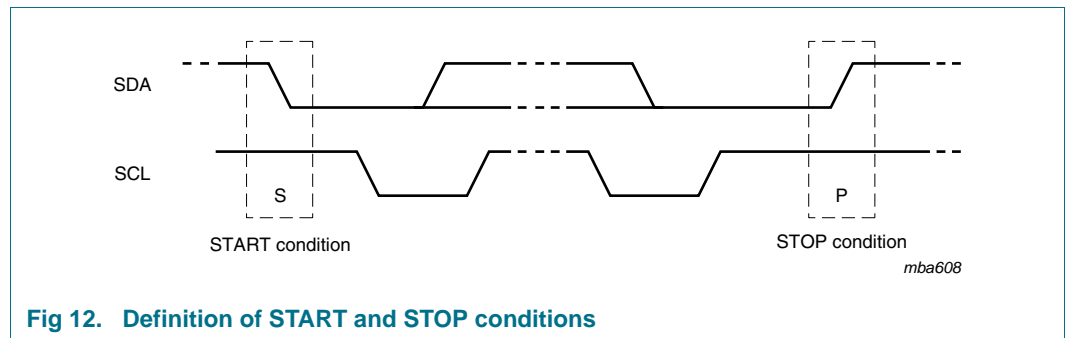 SDA
SCL
S
P
START condition
STOP condition
mba608
Fig 12. Definition of START and STOP conditions